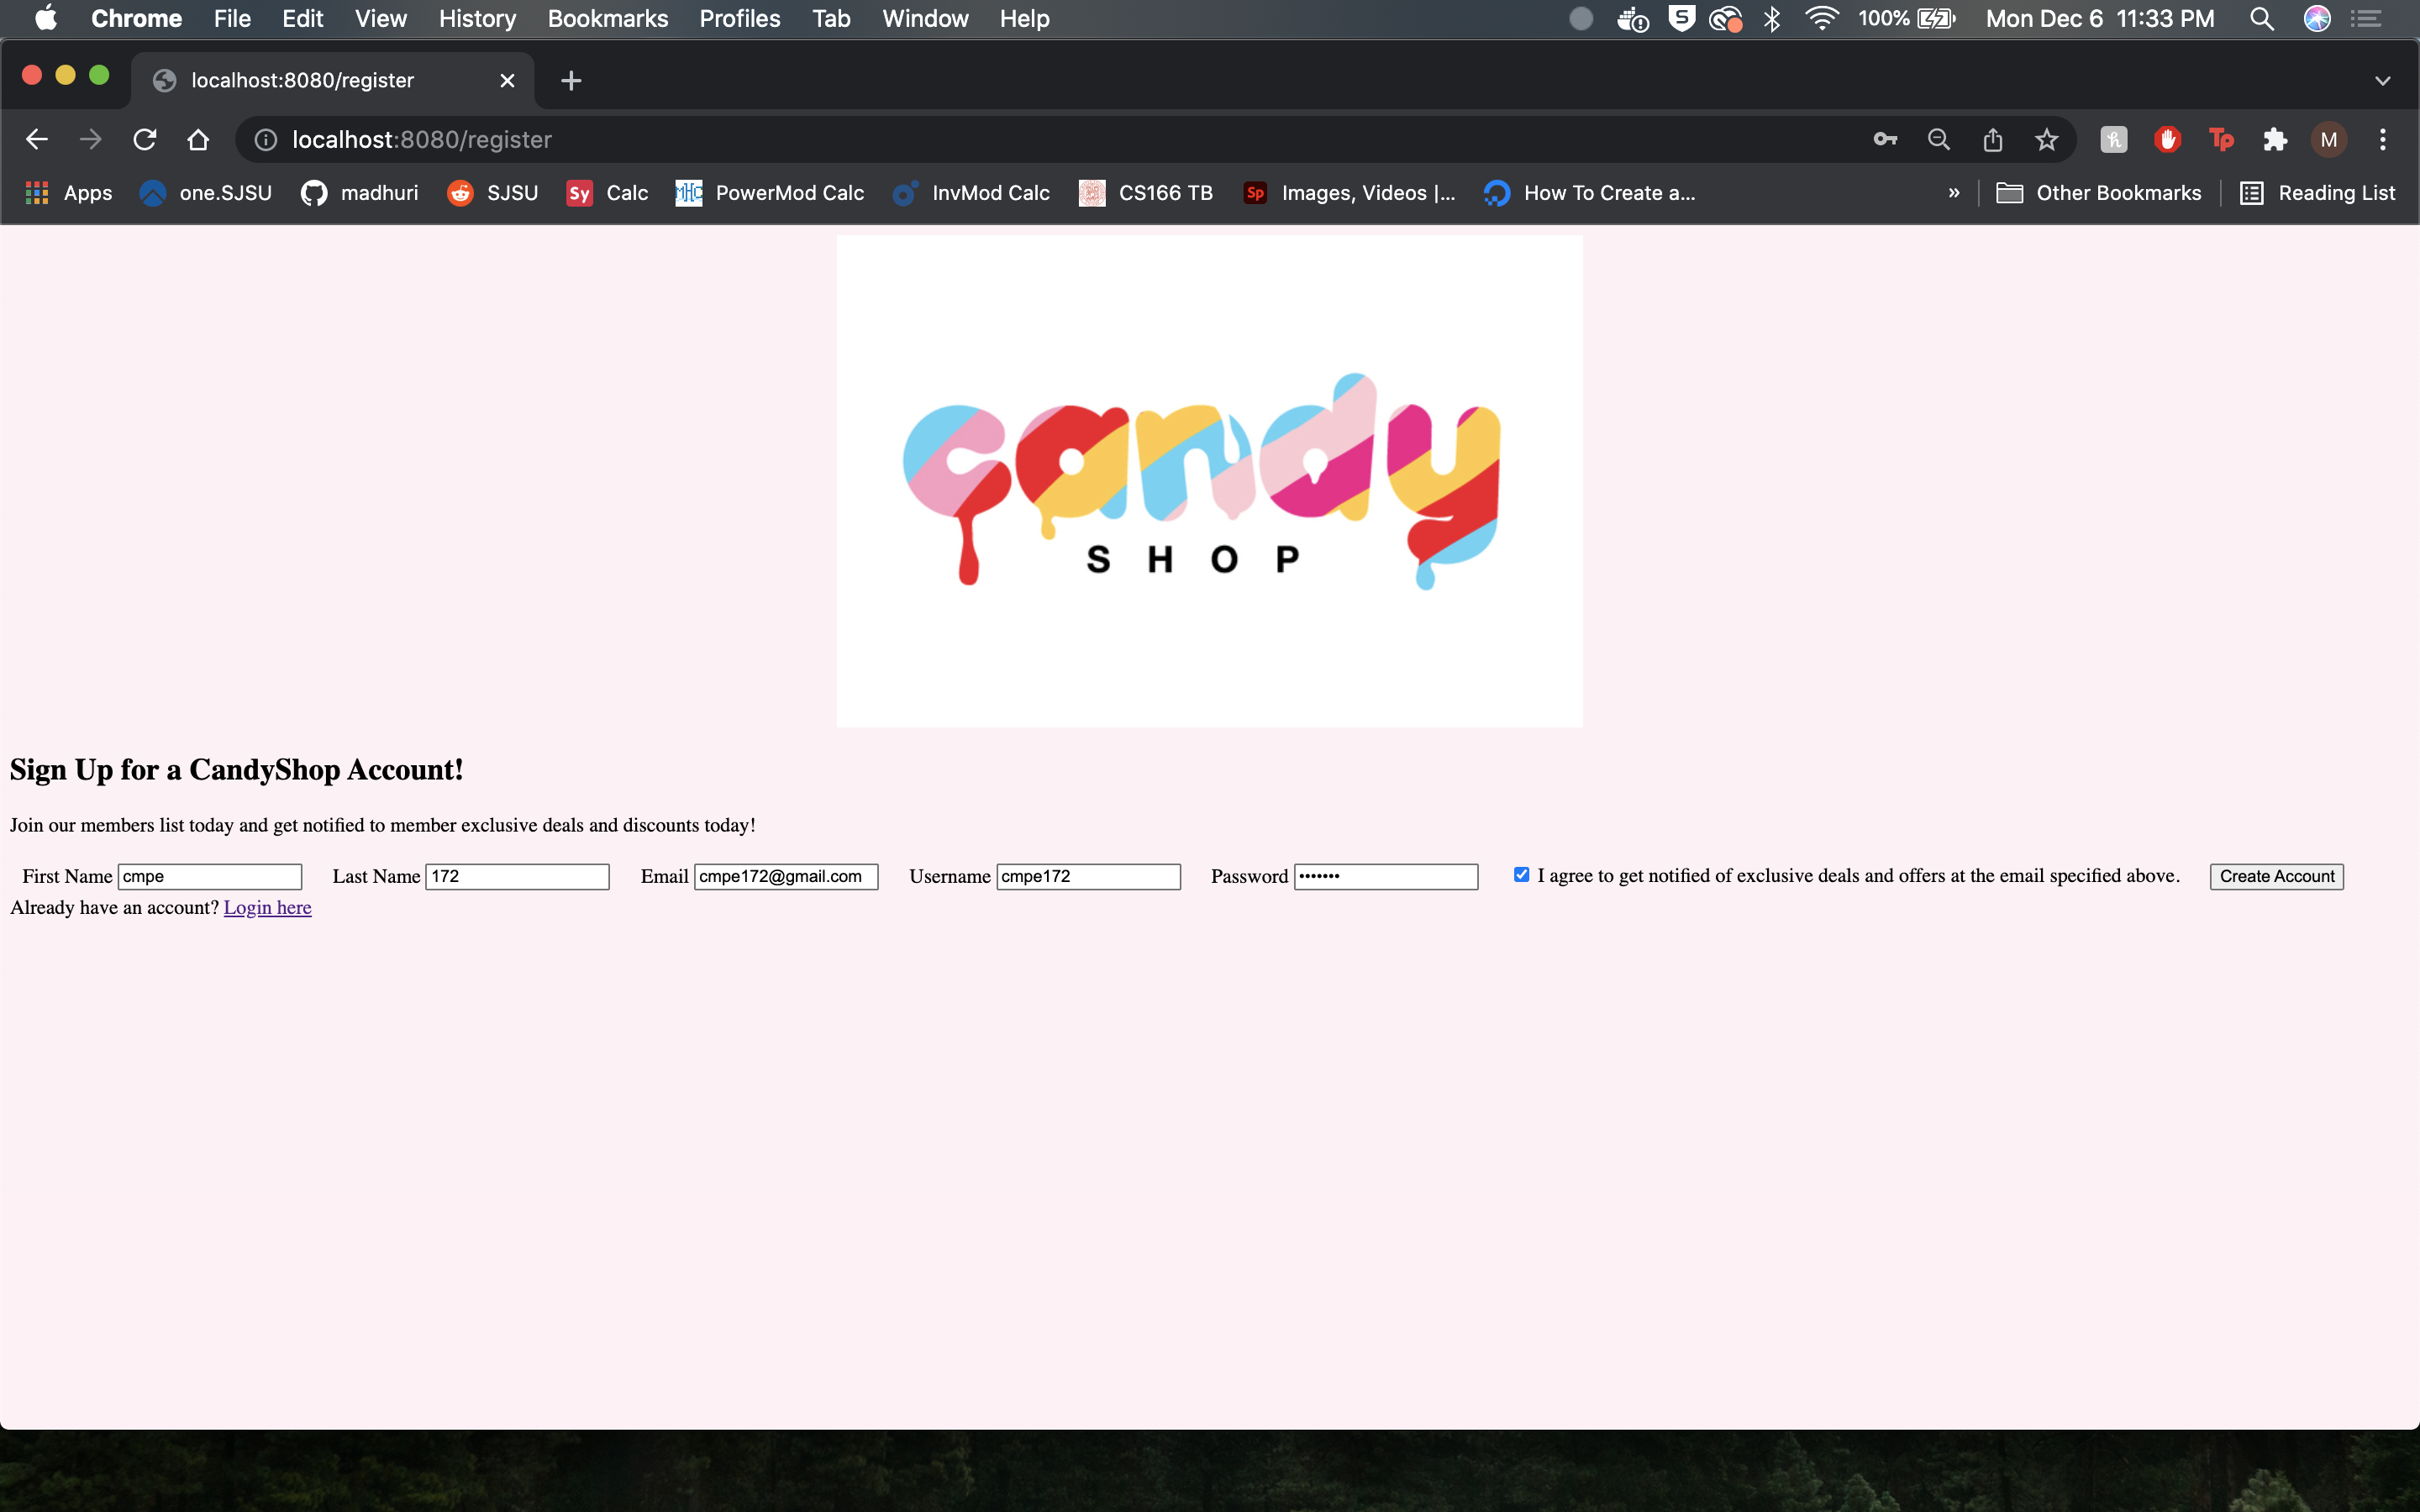 Chrome File Edit View History Bookmarks Profiles Tab Window Help 100% Mon Dec 6 11:33 PM
localhost:8080/register
localhost:8080/register M
Apps one.SJSU madhuri SJSU Sy Calc MHC PowerMod Calc InvMod Calc CS166 TB Sp Images, Videos |... How To Create a... » Other Bookmarks Reading List
candy
SHOP
Sign Up for a CandyShop Account!
Join our members list today and get notified to member exclusive deals and discounts today!
First Name cmpe Last Name 172 Email cmpe172@gmail.com Username cmpe172 Password ••••••• I agree to get notified of exclusive deals and offers at the email specified above. Create Account
Already have an account? Login here